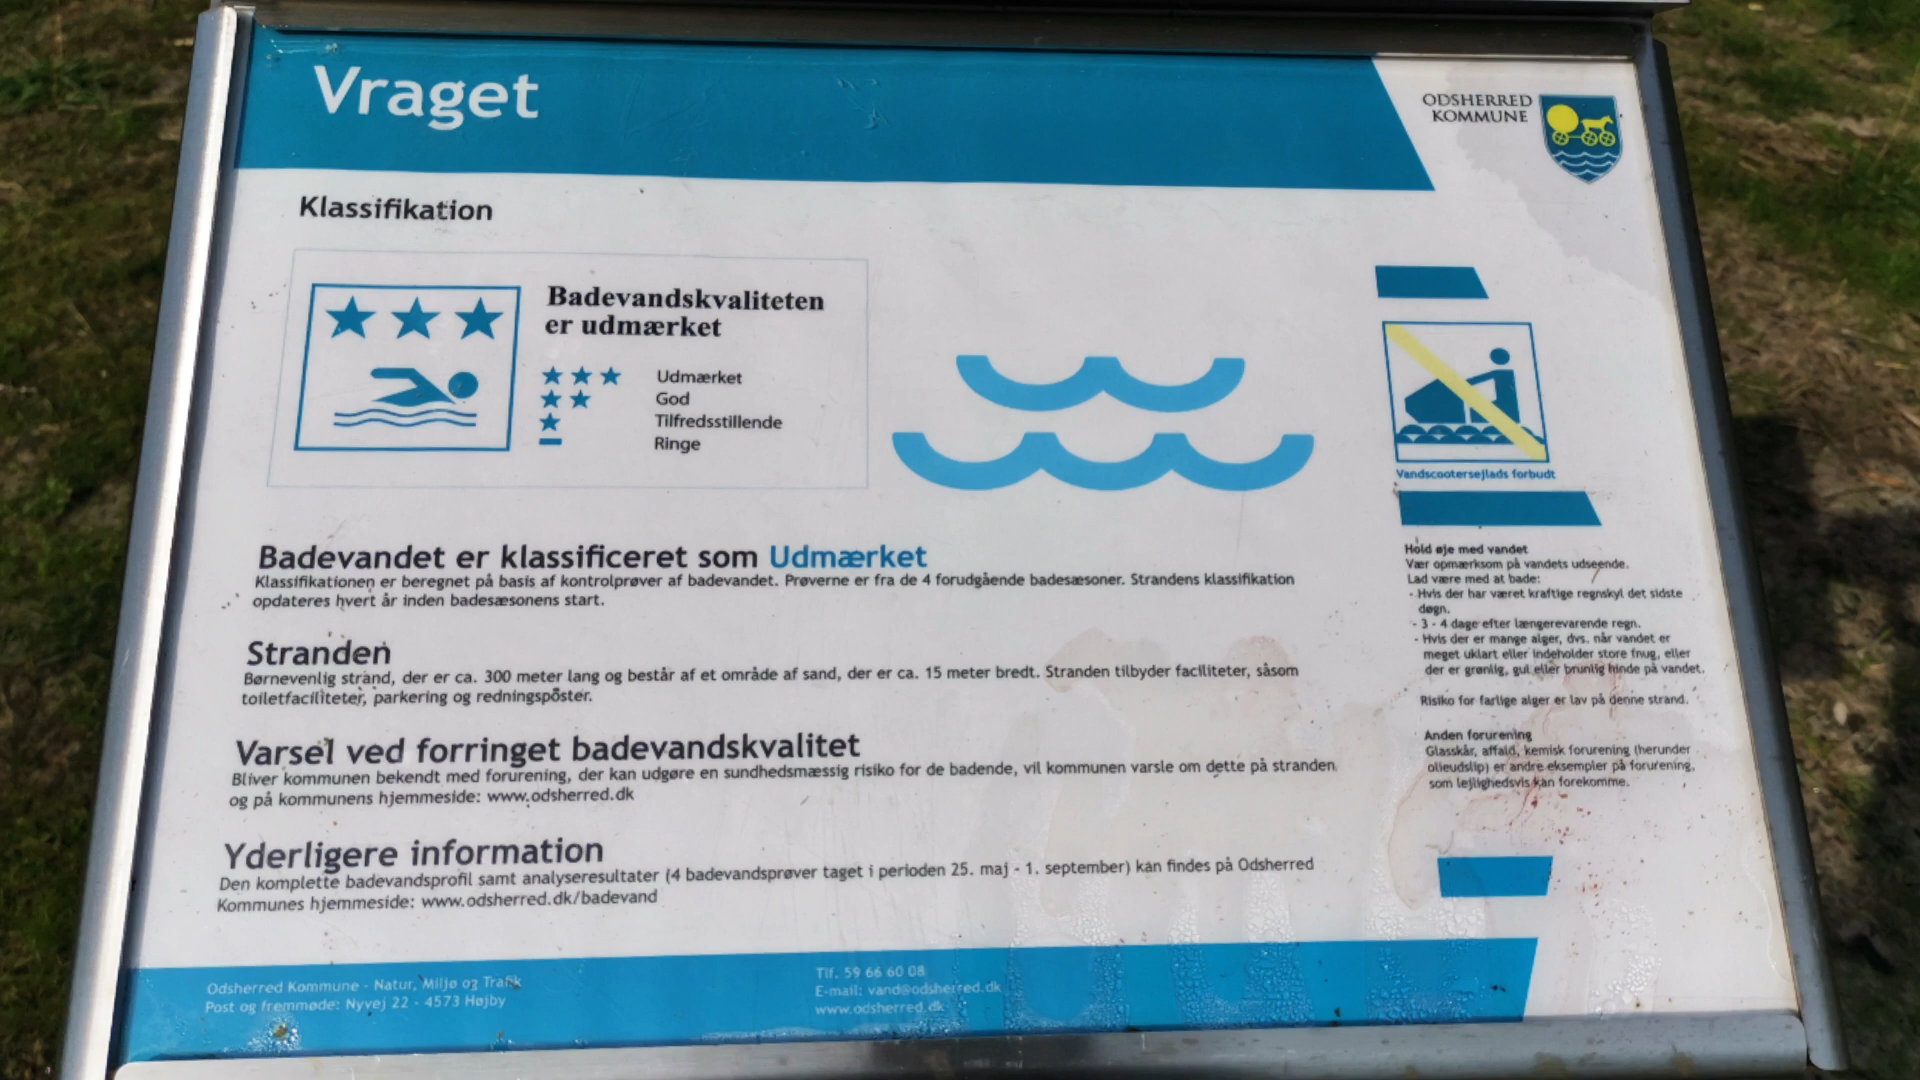 Vraget
ODSHERRED
KOMMUNE
Klassifikation
Badevandskvaliteten
er udmærket
Udmærket
God
Tilfredsstillende
Ringe
Vandscootersejlads forbudt
Badevandet er klassificeret som Udmærket
Klassifikationen er beregnet på basis af kontrolprøver af badevandet. Prøverne er fra de 4 forudgående badesæsoner. Strandens klassifikation
opdateres hvert år inden badesæsonens start.
Stranden
Børnevenlig strand, der er ca. 300 meter lang og består af et område af sand, der er ca. 15 meter bredt. Stranden tilbyder faciliteter, såsom
toiletfaciliteter, parkering og redningsposter.
Varsel ved forringet badevandskvalitet
Bliver kommunen bekendt med forurening, der kan udgøre en sundhedsmæssig risiko for de badende, vil kommunen varsle om dette på stranden
og på kommunens hjemmeside: www.odsherred.dk
Yderligere information
Den komplette badevandsprofil samt analyseresultater (4 badevandsprøver taget i perioden 25. maj - 1. september) kan findes på Odsherred
Kommunes hjemmeside: www.odsherred.dk/badevand
Hold øje med vandet
Vær opmærksom på vandets udseende.
Lad være med at bade:
- Hvis der har været kraftige regnskyl det sidste
døgn.
- 3 - 4 dage efter længerevarende regn.
- Hvis der er mange alger, dvs. når vandet er
meget uklart eller indeholder store fnug, eller
der er grønlig, gul eller brunlig hinde på vandet.
Risiko for farlige alger er lav på denne strand.
Anden forurening
Glasskår, affald, kemisk forurening (herunder
olieudslip) er andre eksempler på forurening,
som lejlighedsvis kan forekomme.
Odsherred Kommune - Natur, Miljø og Trafik
Post og fremmøde: Nyvej 22 - 4573 Højby
Tlf. 59 66 60 08
E-mail: vand@odsherred.dk
www.odsherred.dk